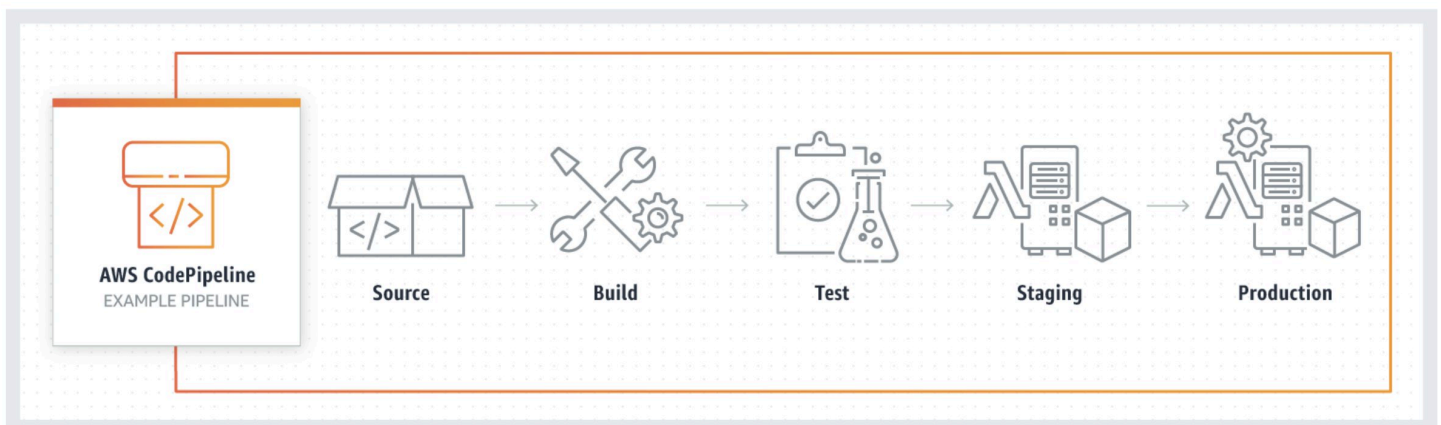 </>
AWS CodePipeline
EXAMPLE PIPELINE
</>
Source
Build
Test
Staging
Production